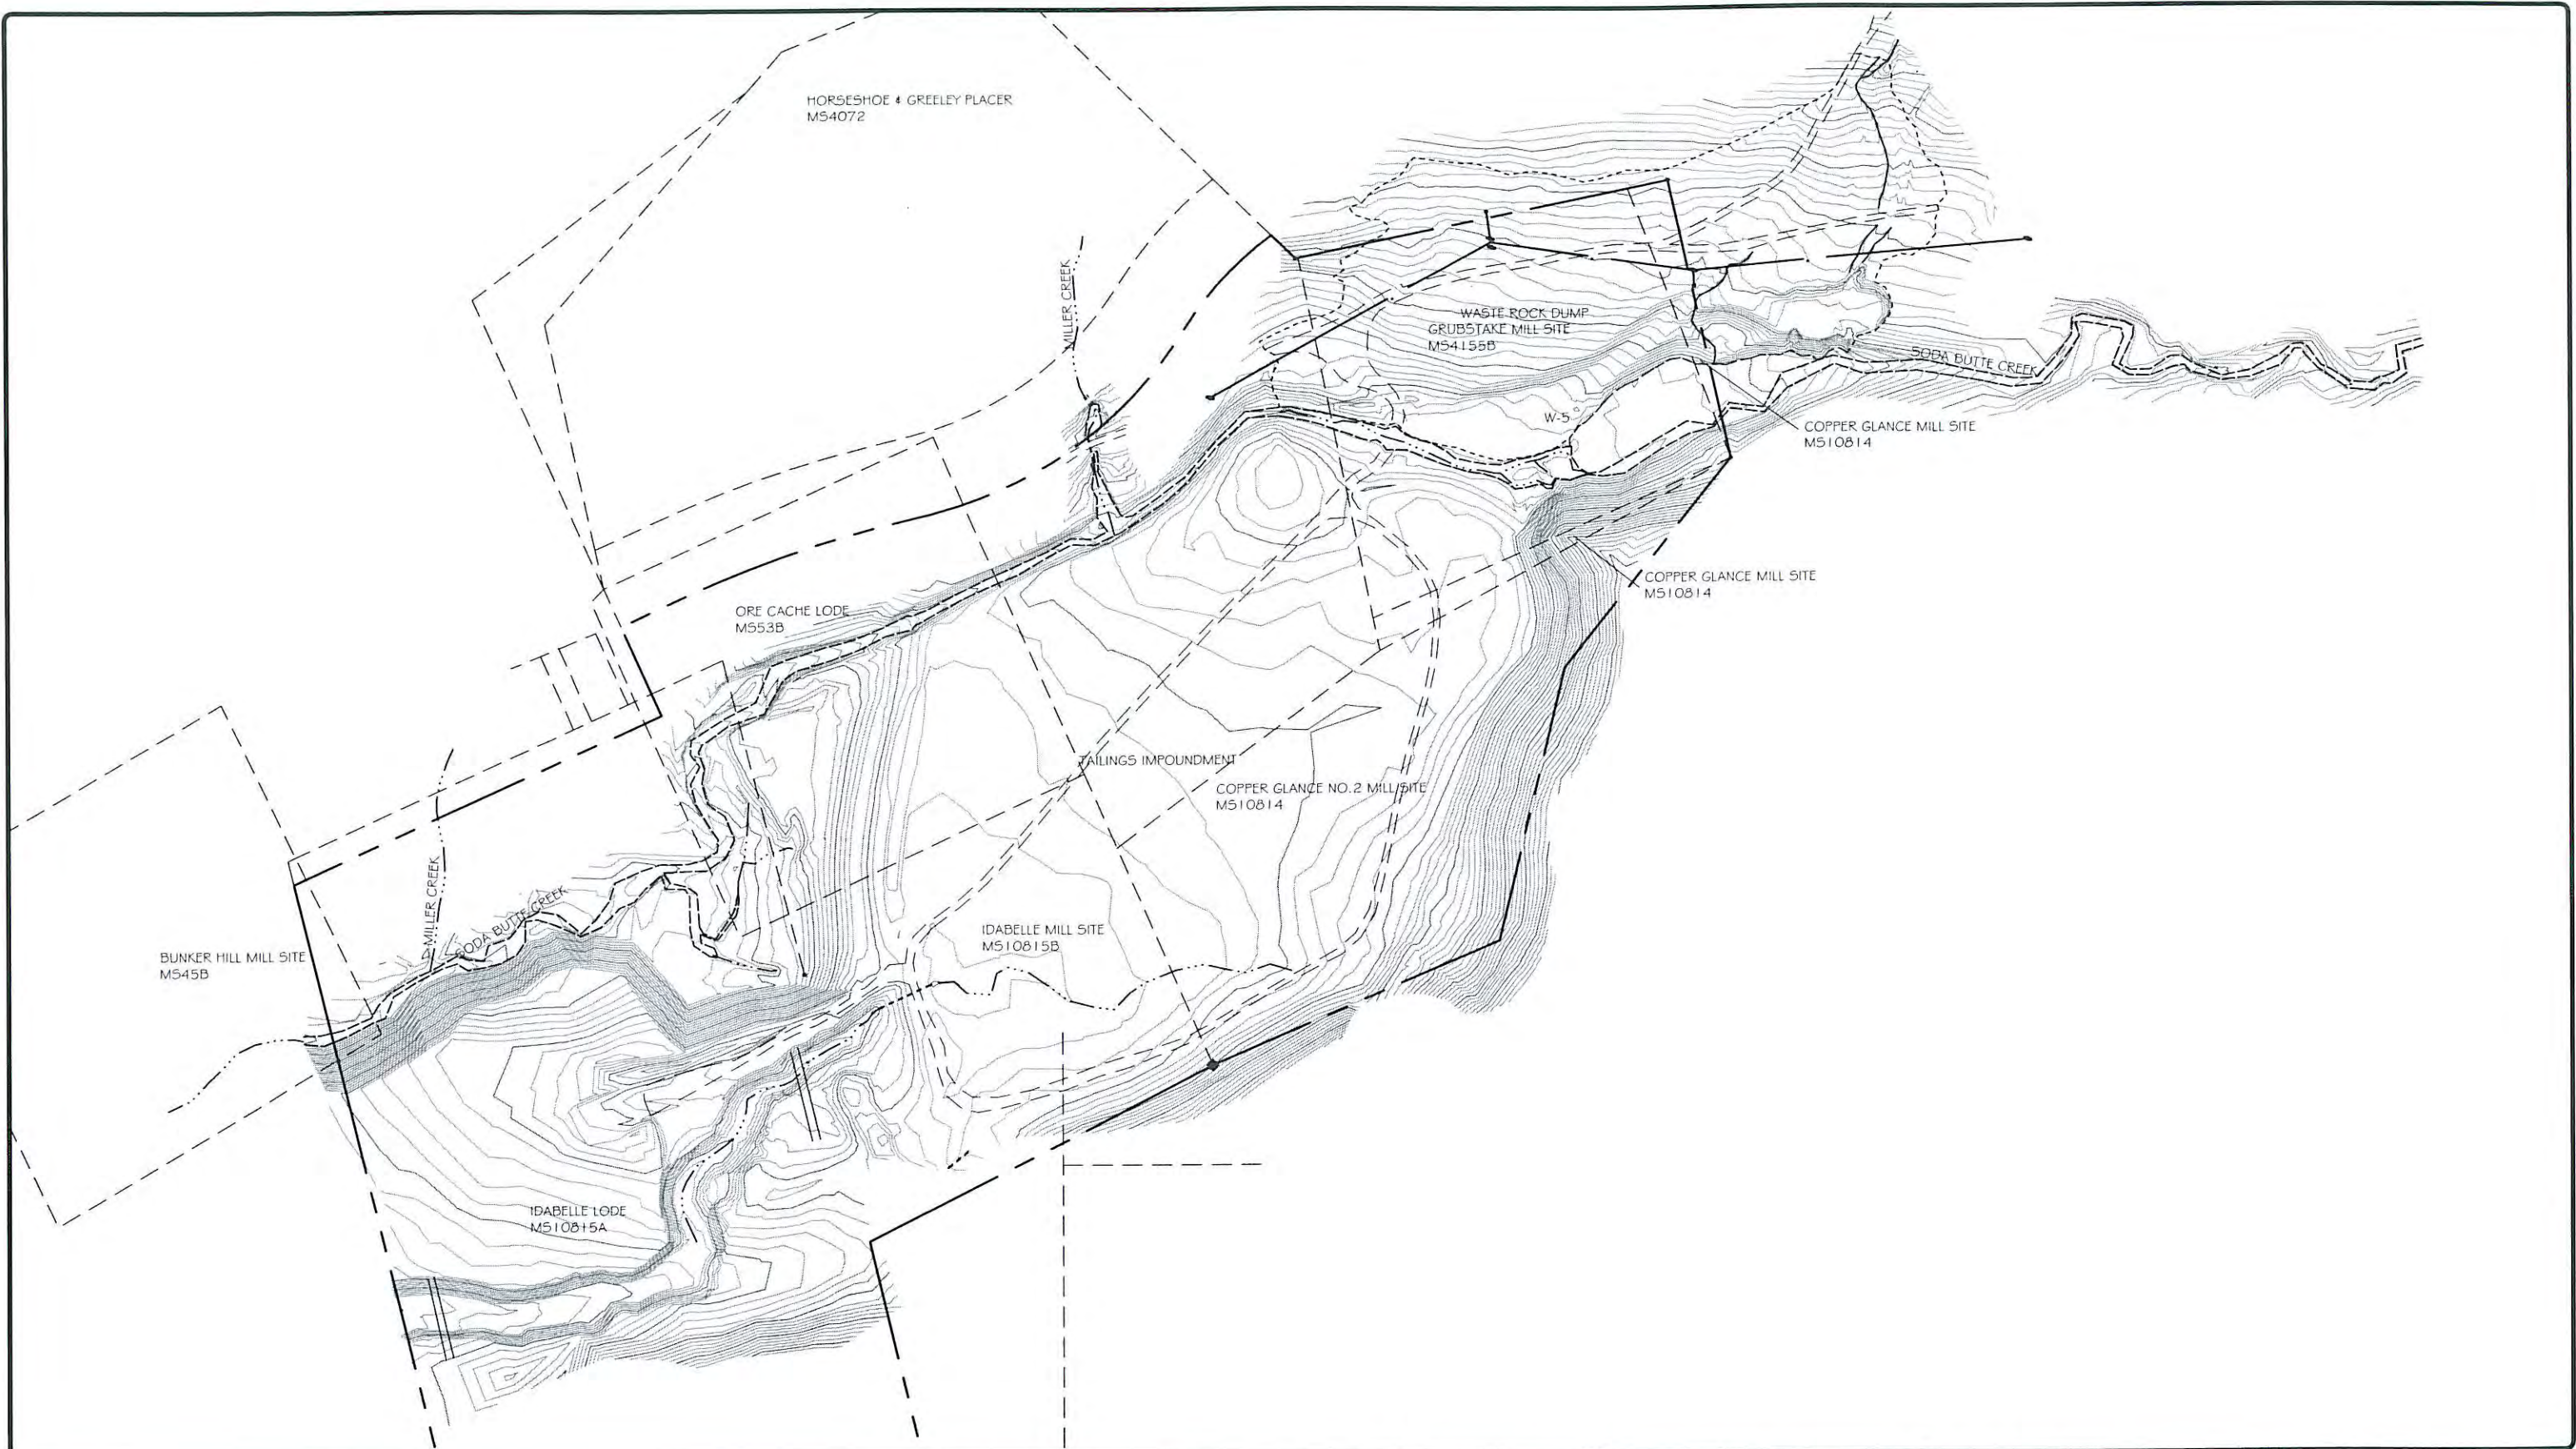 HORSESHOE & GREELEY PLACER
MS4072
MILLER CREEK
WASTE ROCK DUMP
GRUBSTAKE MILL SITE
MS4155B
SODA BUTTE CREEK
W-5
COPPER GLANCE MILL SITE
MS10814
COPPER GLANCE MILL SITE
MS10814
ORE CACHE LODE
MS53B
TAILINGS IMPOUNDMENT
COPPER GLANCE NO.2 MILL SITE
MS10814
MILLER CREEK
SODA BUTTE CREEK
IDABELLE MILL SITE
MS10815B
BUNKER HILL MILL SITE
MS45B
IDABELLE LODE
MS10815A